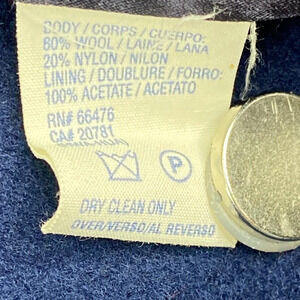 BODY / CORPS / CUERPO:
80% WOOL / LAINE / LANA
20% NYLON / NILON
LINING / DOUBLURE / FORRO:
100% ACETATE / ACETATO
RN# 66476
CA# 20781
P
DRY CLEAN ONLY
OVER/VERSO/AL REVERSO